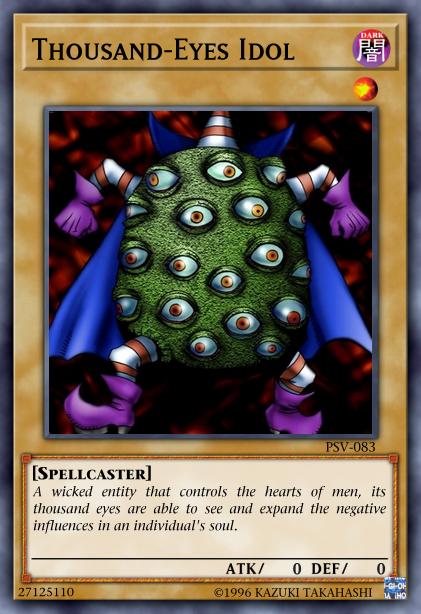 THOUSAND-EYES IDOL
DARK
闇
PSV-083
[SPELLCASTER]
A wicked entity that controls the hearts of men, its
thousand eyes are able to see and expand the negative
influences in an individual's soul.
ATK/ 0 DEF/ 0
27125110
©1996 KAZUKI TAKAHASHI